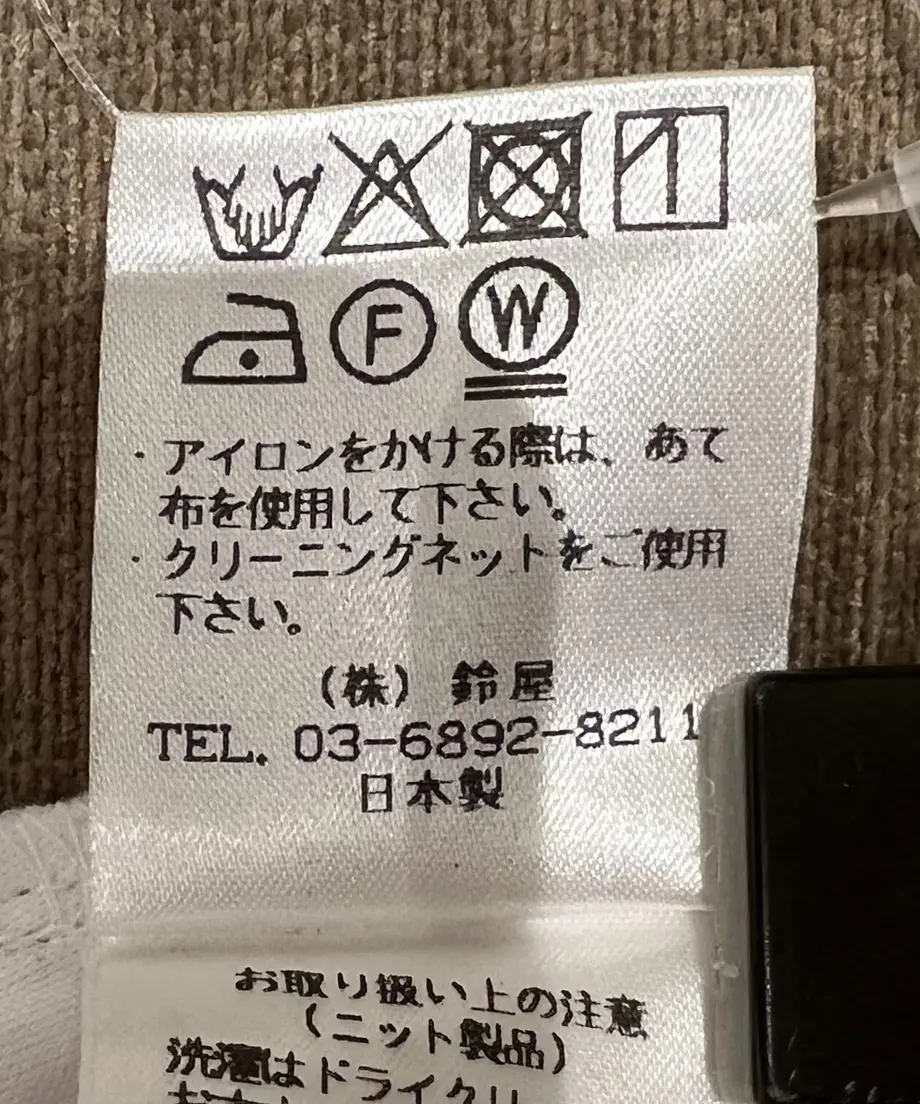 F W
・アイロンをかける際は、あて
布を使用して下さい。
・クリーニングネットをご使用
下さい。
(株) 鈴屋
TEL. 03-6892-8211
日本製
お取り扱い上の注意
(ニット製品)
洗濯はドライクリ